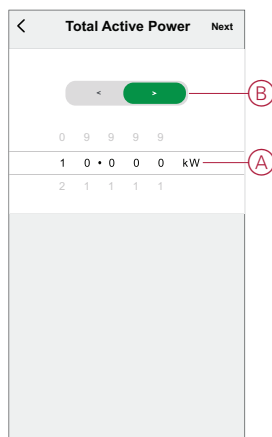 < Total Active Power Next
< > B
0 9 9 9 9
1 0 • 0 0 0 kW A
2 1 1 1 1